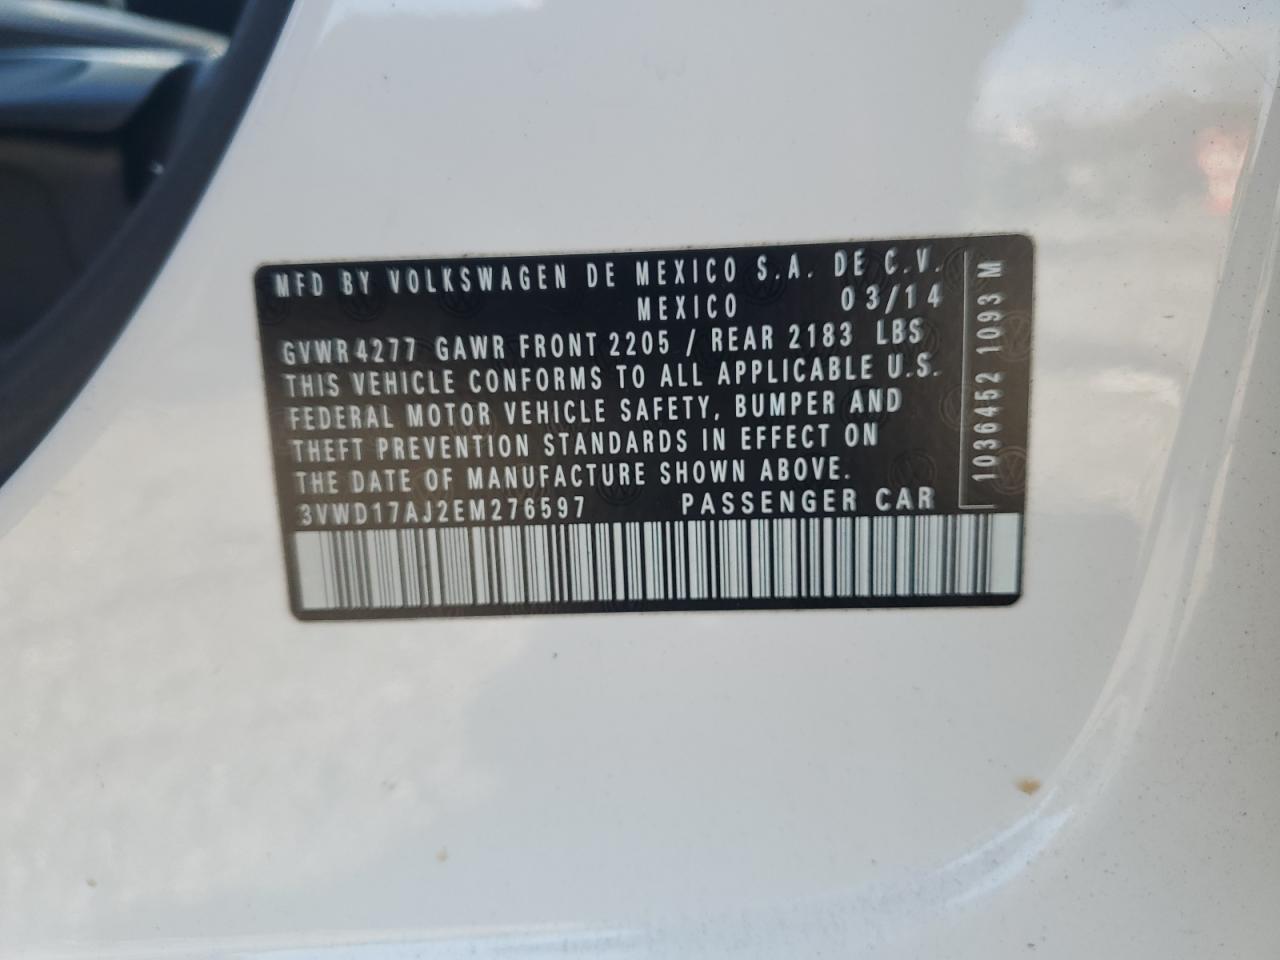 MFD BY VOLKSWAGEN DE MEXICO S.A. DE C.V.
MEXICO 03/14
GVWR 4277 GAWR FRONT 2205 / REAR 2183 LBS
THIS VEHICLE CONFORMS TO ALL APPLICABLE U.S.
FEDERAL MOTOR VEHICLE SAFETY, BUMPER AND
THEFT PREVENTION STANDARDS IN EFFECT ON
THE DATE OF MANUFACTURE SHOWN ABOVE.
3VWD17AJ2EM276597 PASSENGER CAR
1036452 1093 M